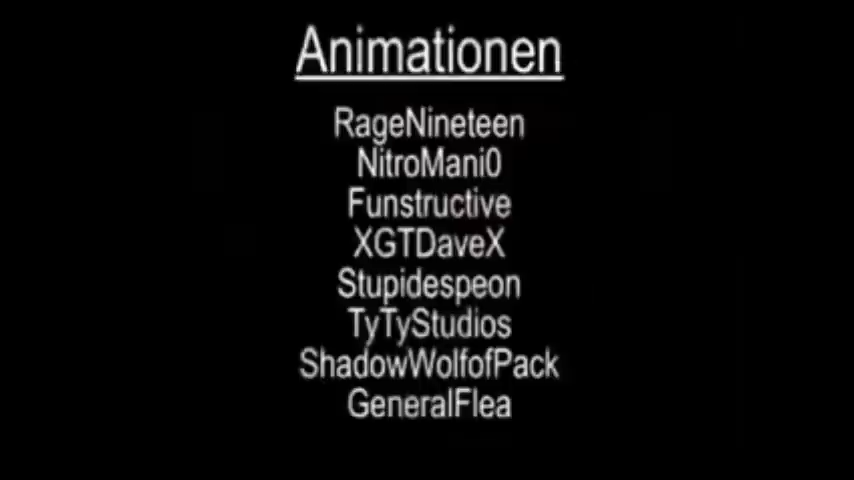 Animationen
RageNineteen
NitroMani0
Funstructive
XGTDaveX
Stupidespeon
TyTyStudios
ShadowWolfofPack
GeneralFlea